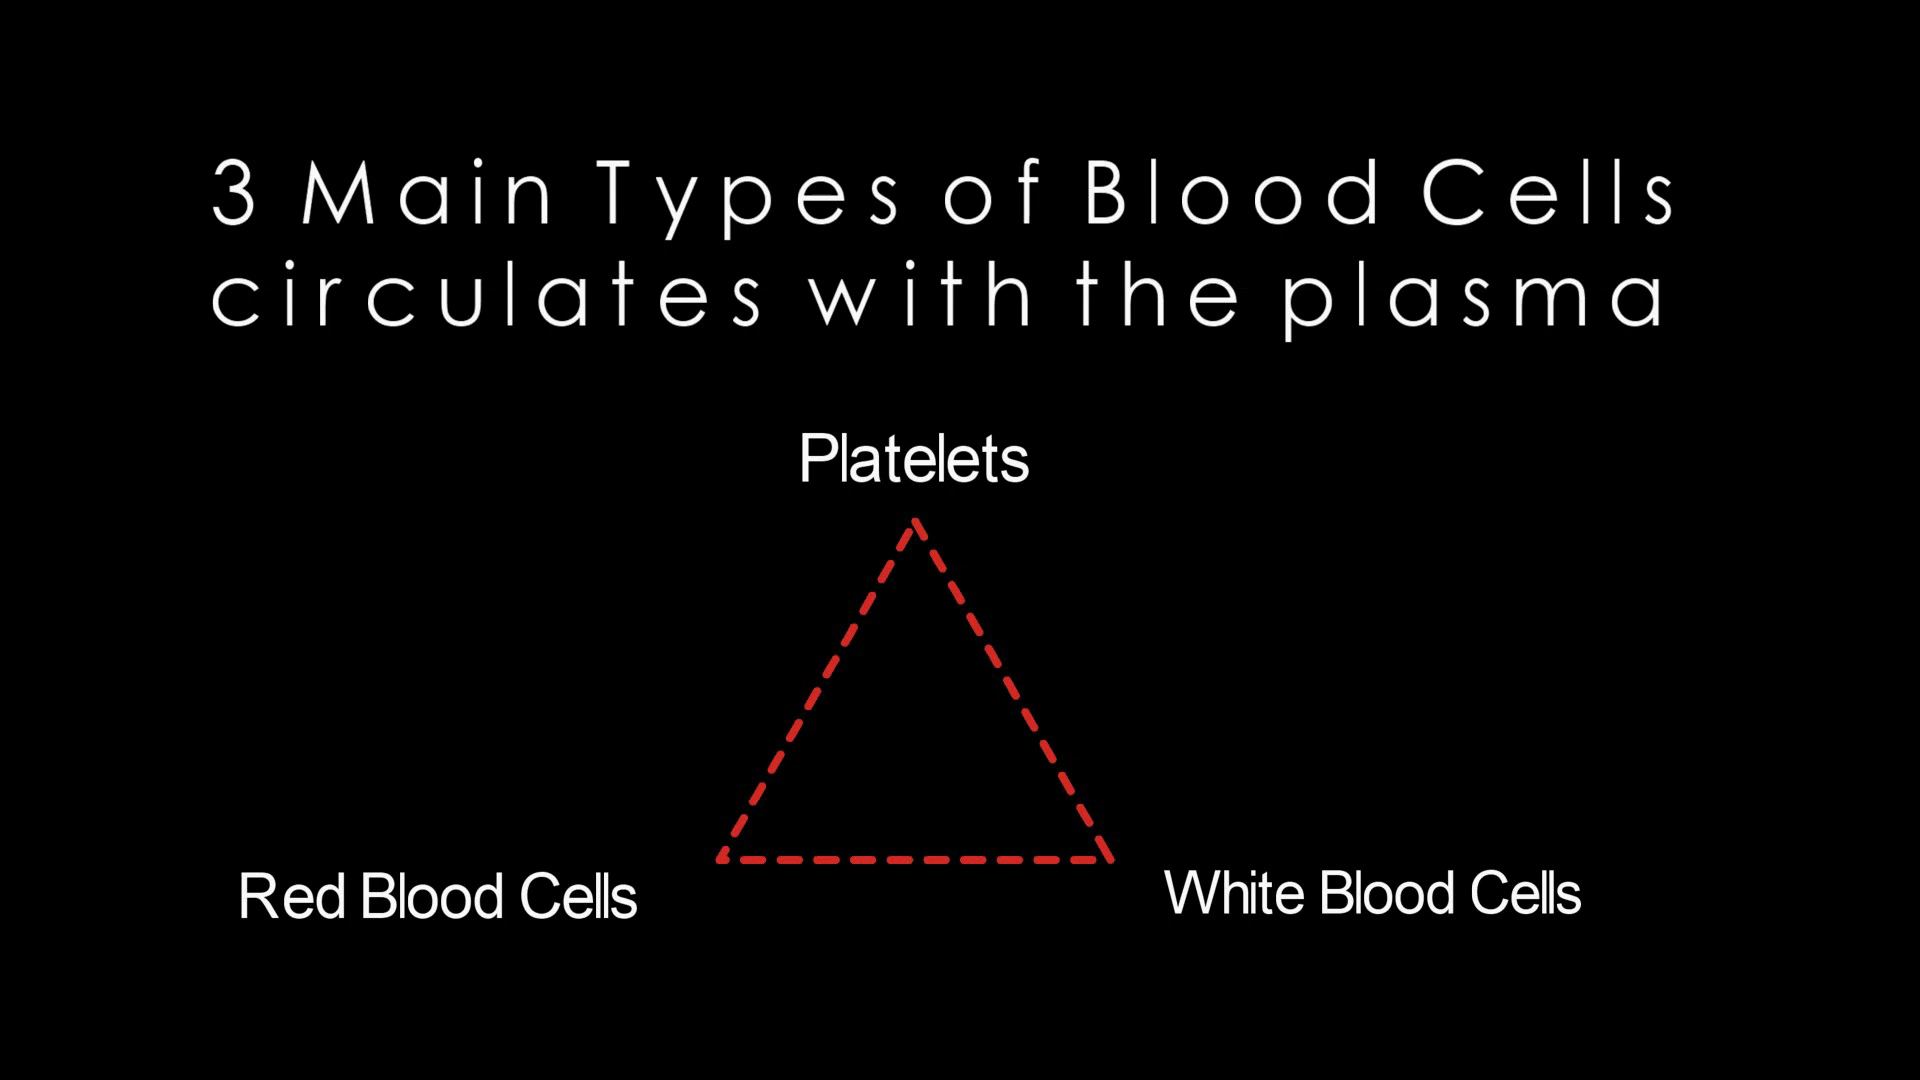 3 Main Types of Blood Cells
circulates with the plasma
Platelets
Red Blood Cells
White Blood Cells